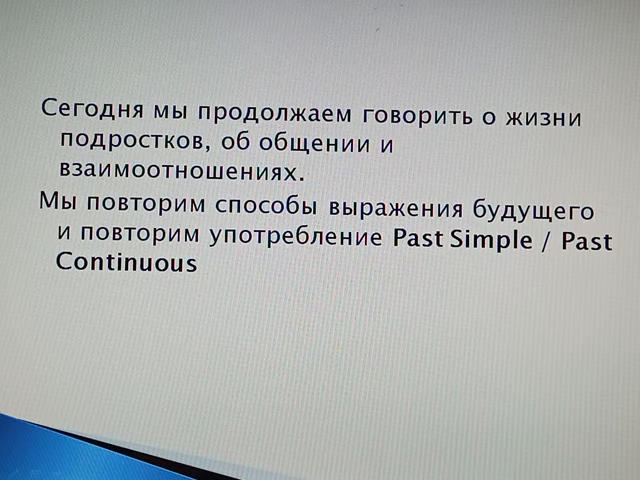 Сегодня мы продолжаем говорить о жизни
подростков, об общении и
взаимоотношениях.
Мы повторим способы выражения будущего
и повторим употребление Past Simple / Past
Continuous